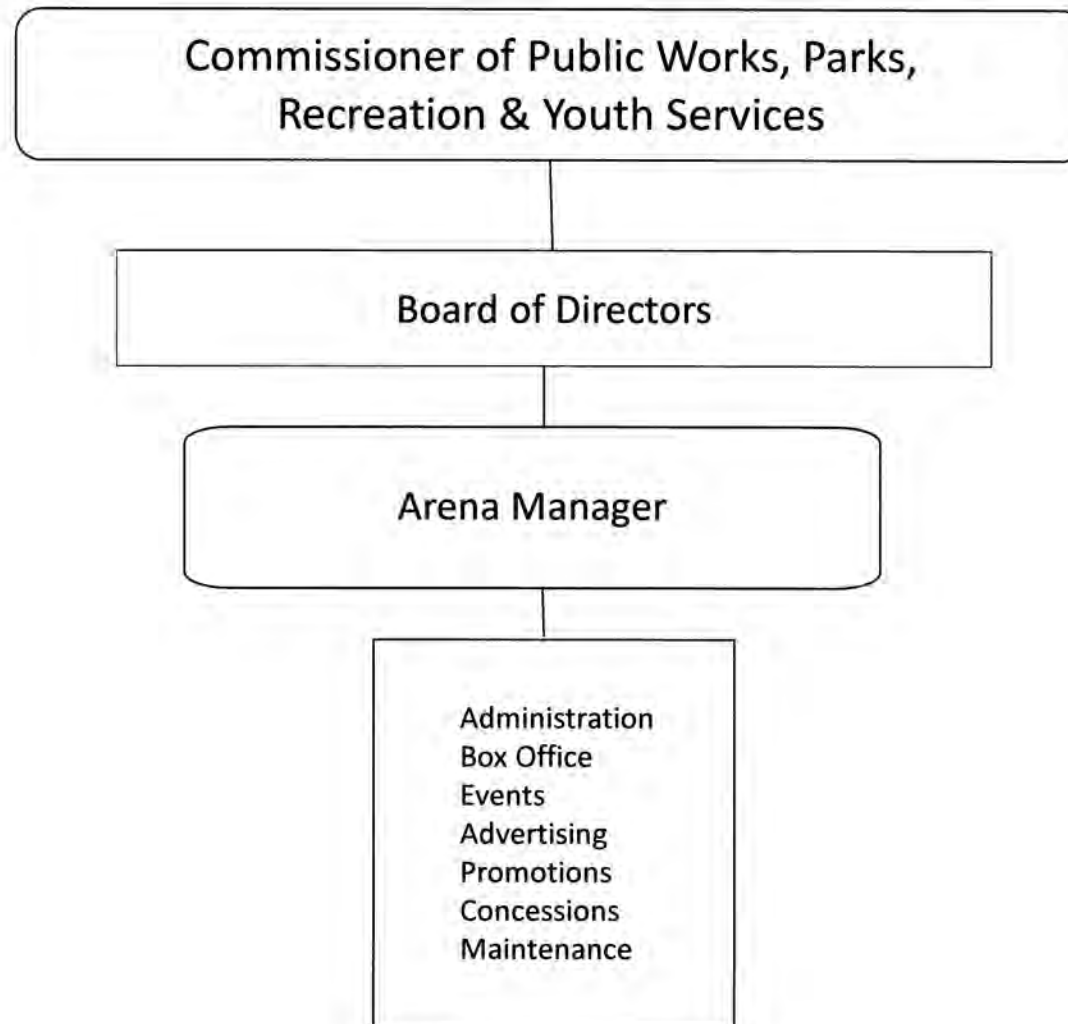 Commissioner of Public Works, Parks,
Recreation & Youth Services
Board of Directors
Arena Manager
Administration
Box Office
Events
Advertising
Promotions
Concessions
Maintenance